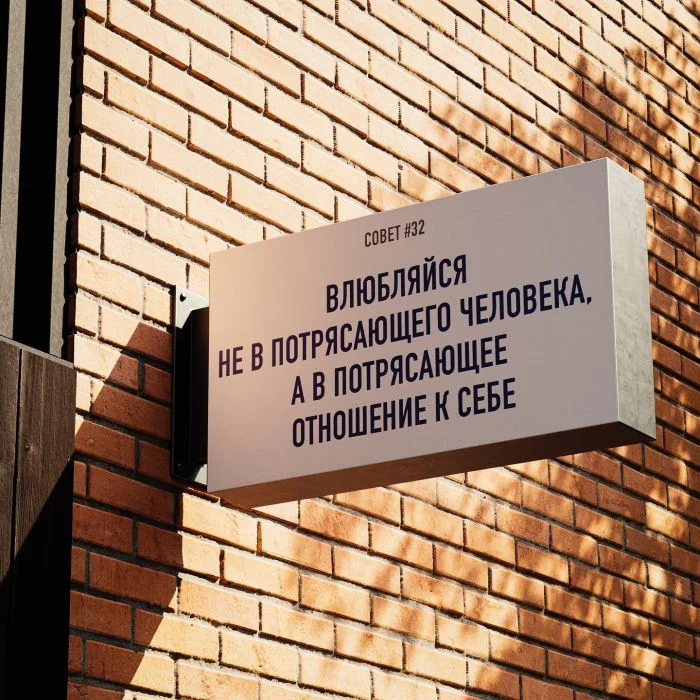 СОВЕТ #32
ВЛЮБЛЯЙСЯ
НЕ В ПОТРЯСАЮЩЕГО ЧЕЛОВЕКА,
А В ПОТРЯСАЮЩЕЕ
ОТНОШЕНИЕ К СЕБЕ